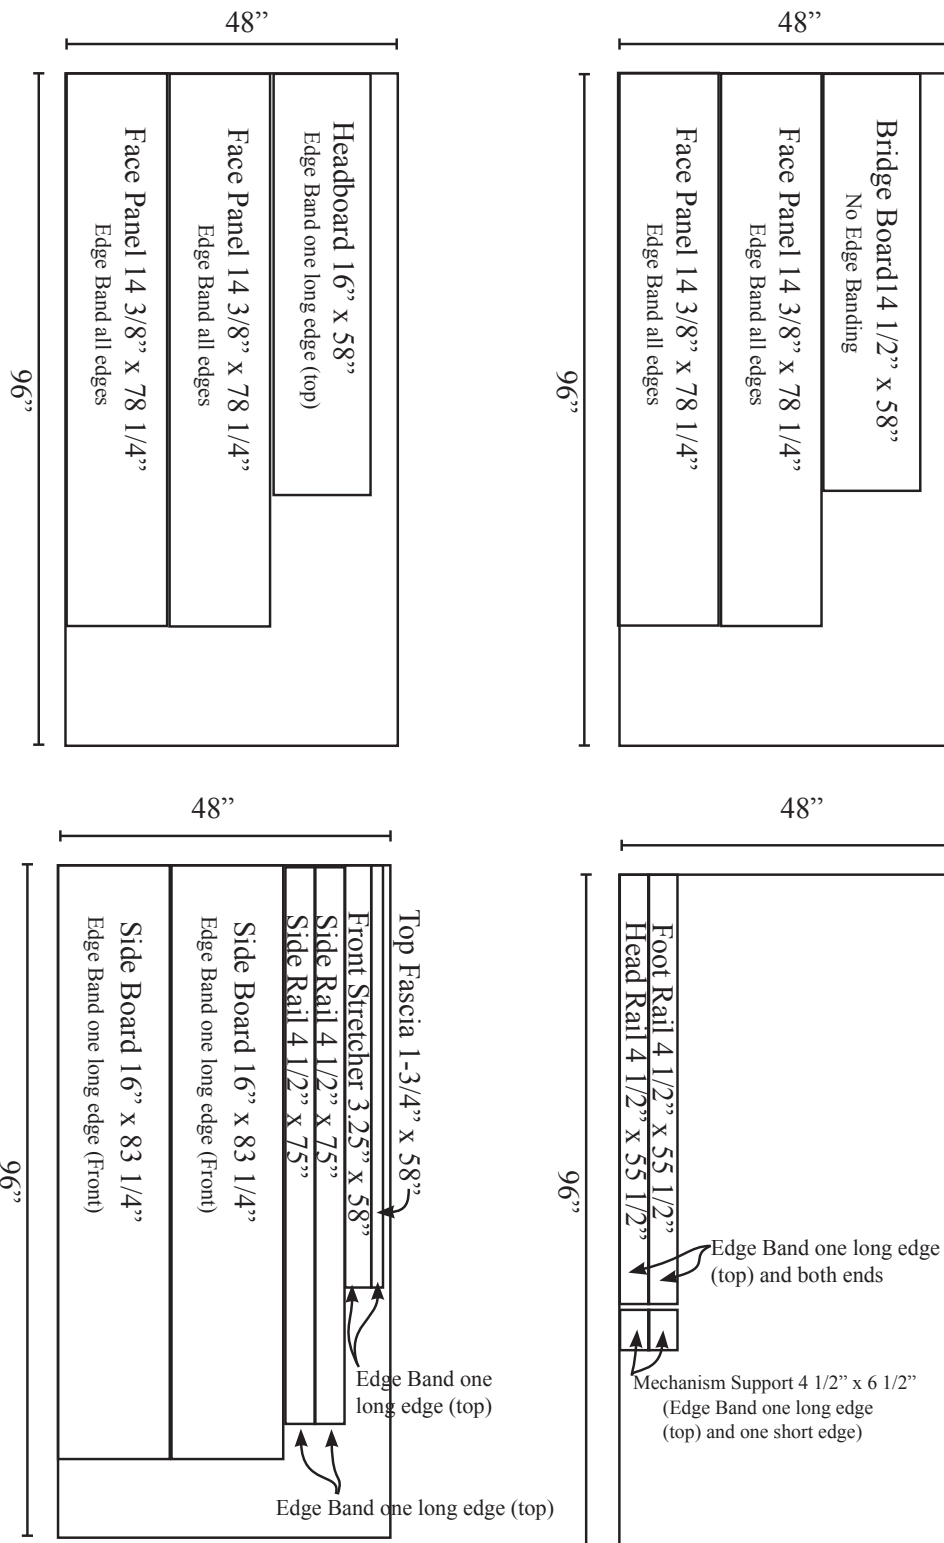 48”
96”
Face Panel 14 3/8” x 78 1/4”
Edge Band all edges
Face Panel 14 3/8” x 78 1/4”
Edge Band all edges
Headboard 16” x 58”
Edge Band one long edge (top)
48”
96”
Face Panel 14 3/8” x 78 1/4”
Edge Band all edges
Face Panel 14 3/8” x 78 1/4”
Edge Band all edges
Bridge Board14 1/2” x 58”
No Edge Banding
48”
96”
Side Board 16” x 83 1/4”
Edge Band one long edge (Front)
Side Board 16” x 83 1/4”
Edge Band one long edge (Front)
Side Rail 4 1/2” x 75”
Side Rail 4 1/2” x 75”
Front Stretcher 3.25” x 58”
Top Fascia 1-3/4” x 58”
Edge Band one
long edge (top)
Edge Band one long edge (top)
48”
96”
Head Rail 4 1/2” x 55 1/2”
Foot Rail 4 1/2” x 55 1/2”
Edge Band one long edge
(top) and both ends
Mechanism Support 4 1/2” x 6 1/2”
(Edge Band one long edge
(top) and one short edge)